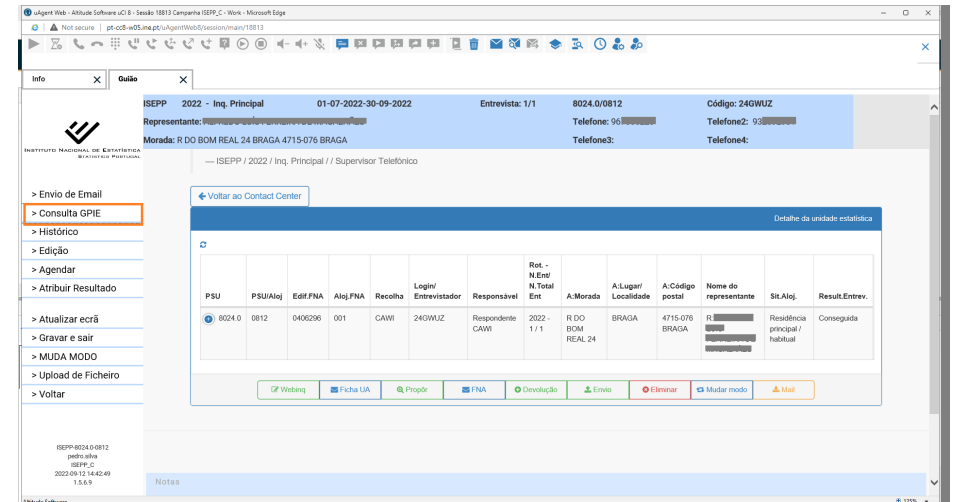 uAgent Web - Altitude Software uCI 8 - Sessão 18813 Campanha ISEPP_C - Work - Microsoft Edge
Not secure | pt-cc8-w05.ine.pt/uAgentWeb8/session/main/18813
Info X Guião X
ISEPP 2022 - Inq. Principal 01-07-2022-30-09-2022 Entrevista: 1/1 8024.0/0812 Código: 24GWUZ
Representante: Telefone: 96 Telefone2: 93
Morada: R DO BOM REAL 24 BRAGA 4715-076 BRAGA Telefone3: Telefone4:
INSTITUTO NACIONAL DE ESTATÍSTICA
STATISTICS PORTUGAL
— ISEPP / 2022 / Inq. Principal / / Supervisor Telefónico
> Envio de Email
> Consulta GPIE
> Histórico
> Edição
> Agendar
> Atribuir Resultado
> Atualizar ecrã
> Gravar e sair
> MUDA MODO
> Upload de Ficheiro
> Voltar
ISEPP-8024.0-0812
pedro.silva
ISEPP_C
2022-09-12 14:42:49
1.5.6.9
Voltar ao Contact Center
Detalhe da unidade estatística
PSU PSU/Aloj Edif.FNA Aloj.FNA Recolha Login/ Entrevistador Responsável Rot. - N.Ent/ N.Total Ent A:Morada A:Lugar/ Localidade A:Código postal Nome do representante Sit.Aloj. Result.Entrev.
8024.0 0812 0406296 001 CAWI 24GWUZ Respondente CAWI 2022 - 1 / 1 R DO BOM REAL 24 BRAGA 4715-076 BRAGA R: Residência principal / habitual Conseguida
Webinq Ficha UA Propôr FNA Devolução Envio Eliminar Mudar modo Mail
Notas
Altitude Software 125%